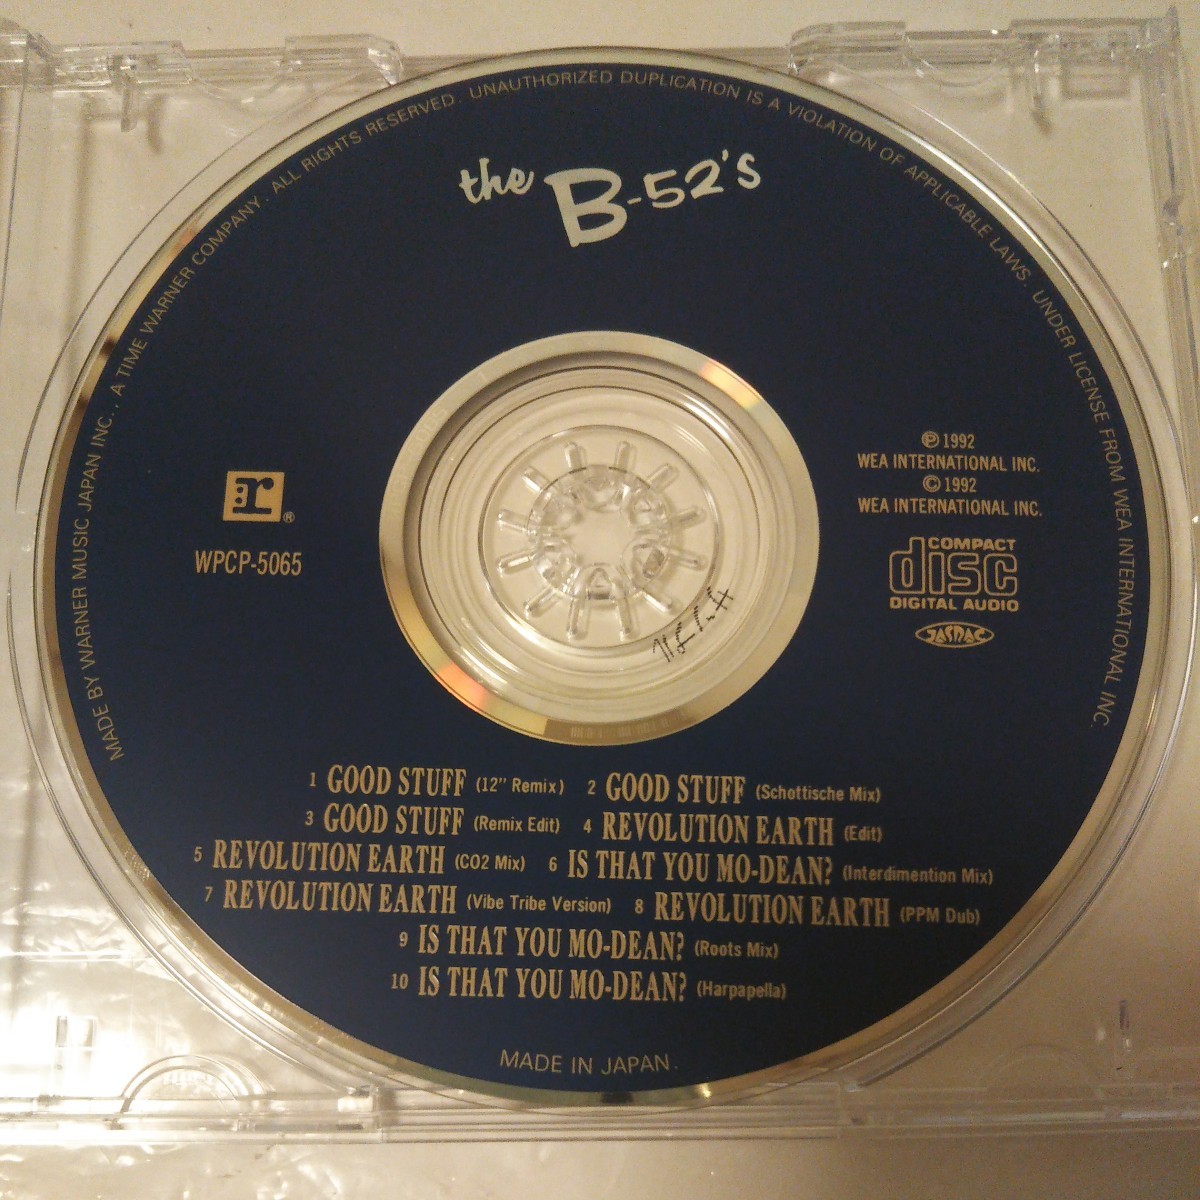 MADE BY WARNER MUSIC JAPAN INC., A TIME WARNER COMPANY. ALL RIGHTS RESERVED. UNAUTHORIZED DUPLICATION IS A VIOLATION OF APPLICABLE LAWS. UNDER LICENSE FROM WEA INTERNATIONAL INC.
the B-52's
r®
WPCP-5065
℗ 1992
WEA INTERNATIONAL INC.
© 1992
WEA INTERNATIONAL INC.
COMPACT
disc
DIGITAL AUDIO
JASRAC
1 GOOD STUFF (12" Remix) 2 GOOD STUFF (Schottische Mix)
3 GOOD STUFF (Remix Edit) 4 REVOLUTION EARTH (Edit)
5 REVOLUTION EARTH (CO2 Mix) 6 IS THAT YOU MO-DEAN? (Interdimention Mix)
7 REVOLUTION EARTH (Vibe Tribe Version) 8 REVOLUTION EARTH (PPM Dub)
9 IS THAT YOU MO-DEAN? (Roots Mix)
10 IS THAT YOU MO-DEAN? (Harpapella)
MADE IN JAPAN.